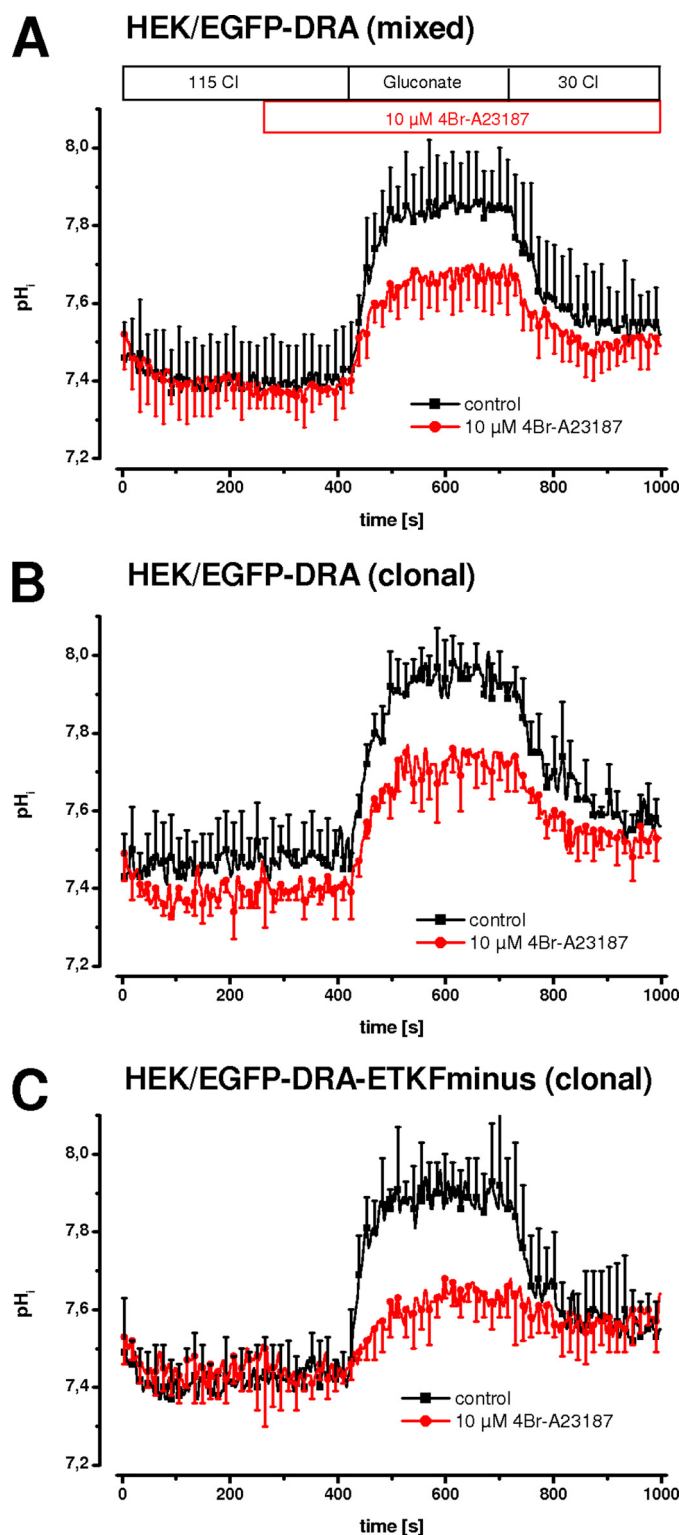 A HEK/EGFP-DRA (mixed)
115 Cl Gluconate 30 Cl
10 µM 4Br-A23187
8,0
7,8
7,6
7,4
7,2
pHi
control
10 µM 4Br-A23187
0 200 400 600 800 1000
time [s]
B HEK/EGFP-DRA (clonal)
8,0
7,8
7,6
7,4
7,2
pHi
control
10 µM 4Br-A23187
0 200 400 600 800 1000
time [s]
C HEK/EGFP-DRA-ETKFminus (clonal)
8,0
7,8
7,6
7,4
7,2
pHi
control
10 µM 4Br-A23187
0 200 400 600 800 1000
time [s]